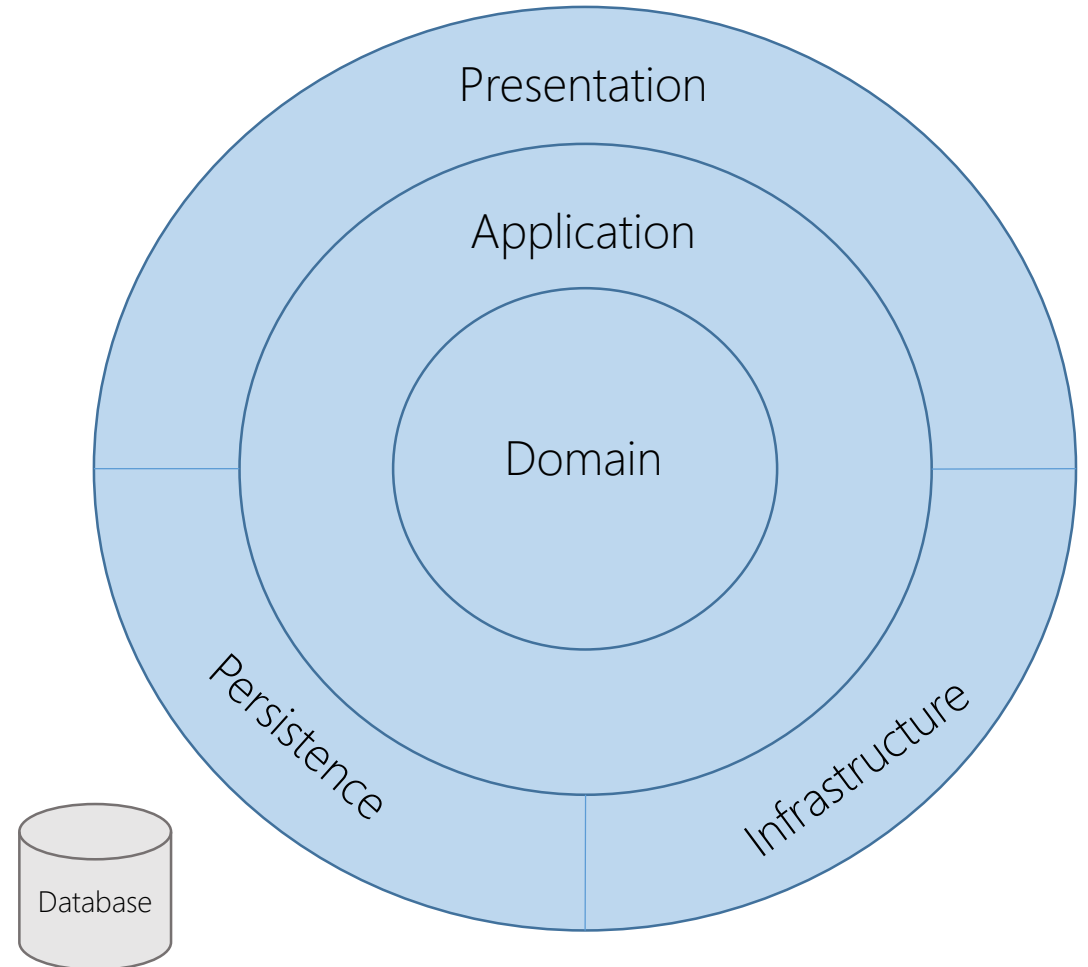 Presentation
Application
Domain
Persistence
Infrastructure
Database